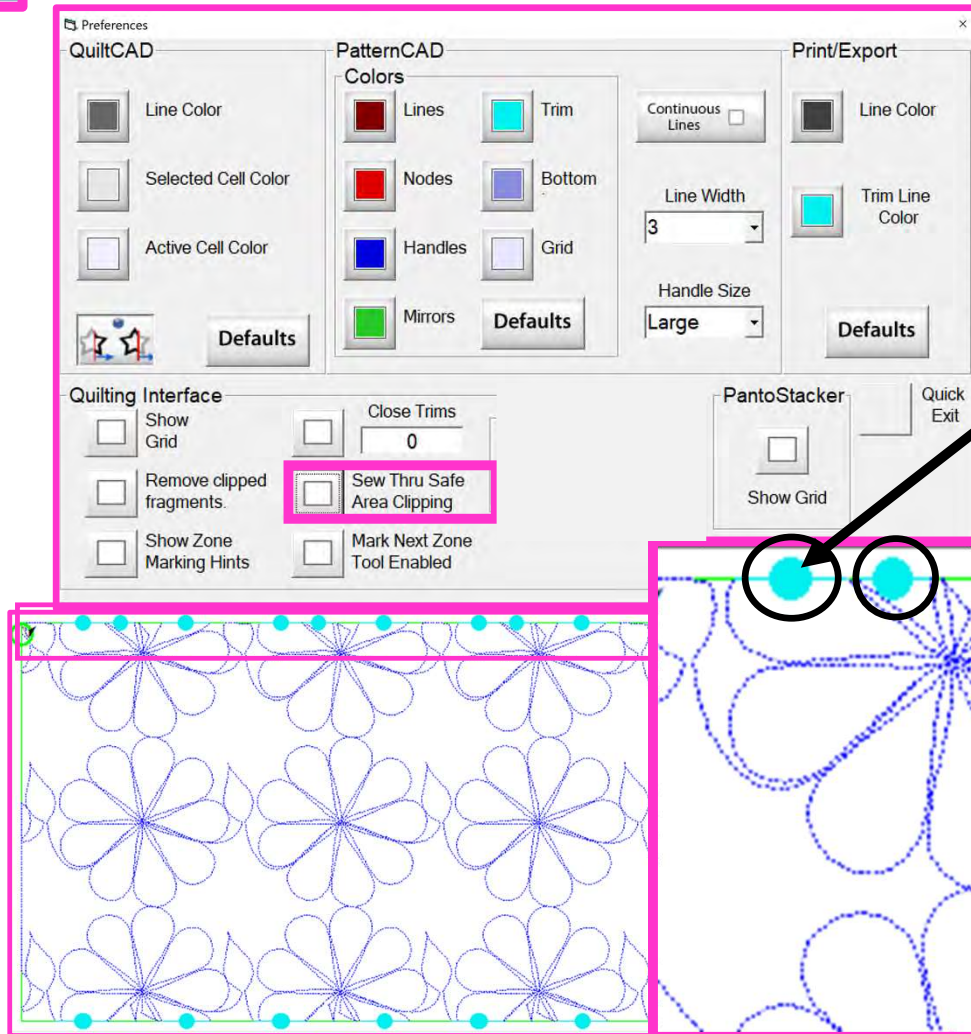 Preferences
×
QuiltCAD
Line Color
Selected Cell Color
Active Cell Color
Defaults
PatternCAD
Colors
Lines
Trim
Nodes
Bottom
Handles
Grid
Mirrors
Defaults
Continuous
Lines
Line Width
3
Handle Size
Large
Print/Export
Line Color
Trim Line
Color
Defaults
Quilting Interface
Show
Grid
Close Trims
0
Remove clipped
fragments.
Sew Thru Safe
Area Clipping
Show Zone
Marking Hints
Mark Next Zone
Tool Enabled
PantoStacker
Show Grid
Quick
Exit